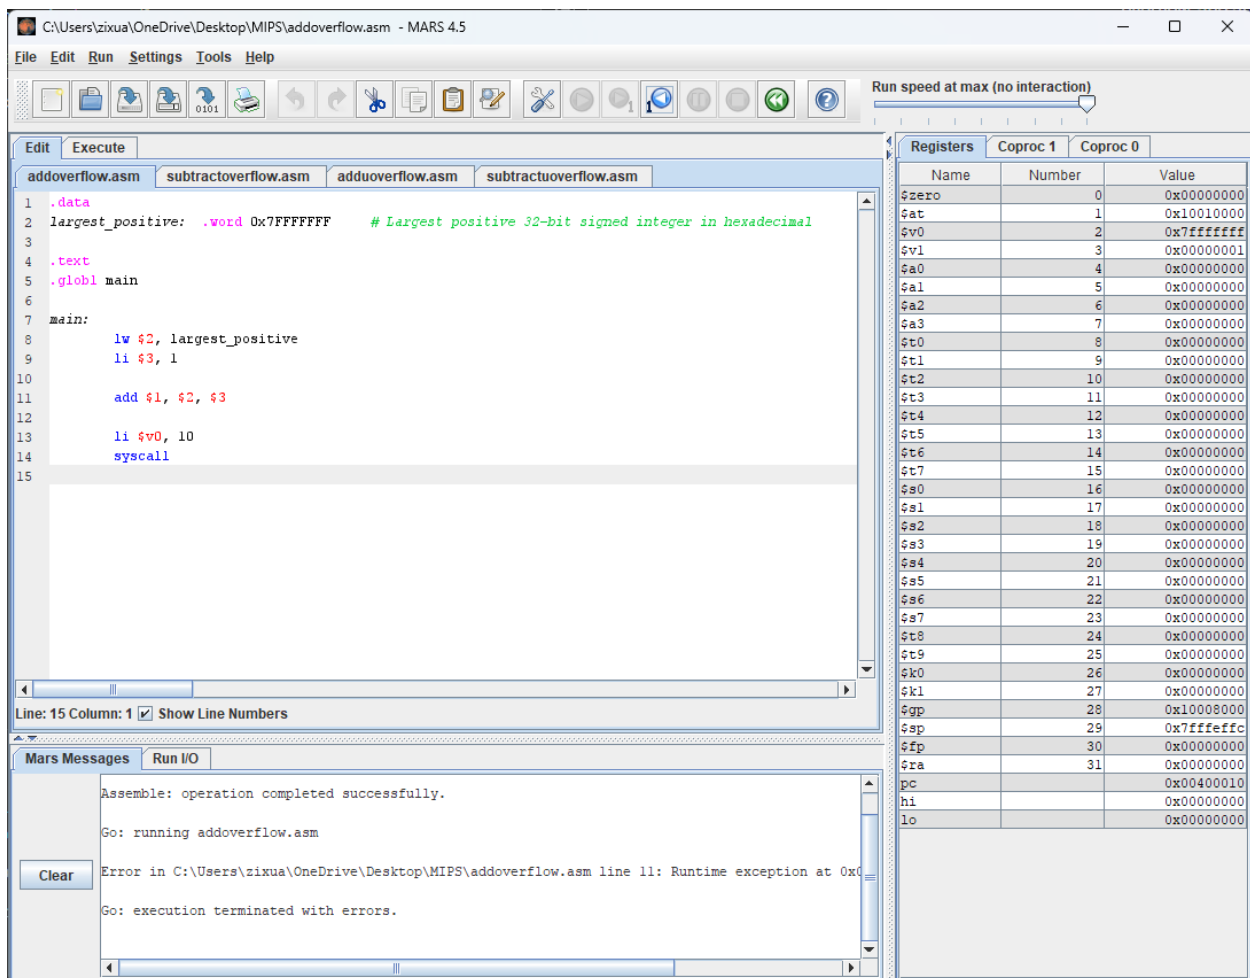 C:\Users\zixua\OneDrive\Desktop\MIPS\addoverflow.asm - MARS 4.5
File Edit Run Settings Tools Help
0101
1
1
Run speed at max (no interaction)
Edit Execute
addoverflow.asm subtractoverflow.asm adduoverflow.asm subtractuoverflow.asm
1 .data
2 largest_positive: .word 0x7FFFFFFF # Largest positive 32-bit signed integer in hexadecimal
3
4 .text
5 .globl main
6
7 main:
8 lw $2, largest_positive
9 li $3, 1
10
11 add $1, $2, $3
12
13 li $v0, 10
14 syscall
15
Line: 15 Column: 1 Show Line Numbers
Mars Messages Run I/O
Assemble: operation completed successfully.
Go: running addoverflow.asm
Clear
Error in C:\Users\zixua\OneDrive\Desktop\MIPS\addoverflow.asm line 11: Runtime exception at 0x0
Go: execution terminated with errors.
Registers Coproc 1 Coproc 0
Name Number Value
$zero 0 0x00000000
$at 1 0x10010000
$v0 2 0x7fffffff
$v1 3 0x00000001
$a0 4 0x00000000
$a1 5 0x00000000
$a2 6 0x00000000
$a3 7 0x00000000
$t0 8 0x00000000
$t1 9 0x00000000
$t2 10 0x00000000
$t3 11 0x00000000
$t4 12 0x00000000
$t5 13 0x00000000
$t6 14 0x00000000
$t7 15 0x00000000
$s0 16 0x00000000
$s1 17 0x00000000
$s2 18 0x00000000
$s3 19 0x00000000
$s4 20 0x00000000
$s5 21 0x00000000
$s6 22 0x00000000
$s7 23 0x00000000
$t8 24 0x00000000
$t9 25 0x00000000
$k0 26 0x00000000
$k1 27 0x00000000
$gp 28 0x10008000
$sp 29 0x7fffeffc
$fp 30 0x00000000
$ra 31 0x00000000
pc 0x00400010
hi 0x00000000
lo 0x00000000